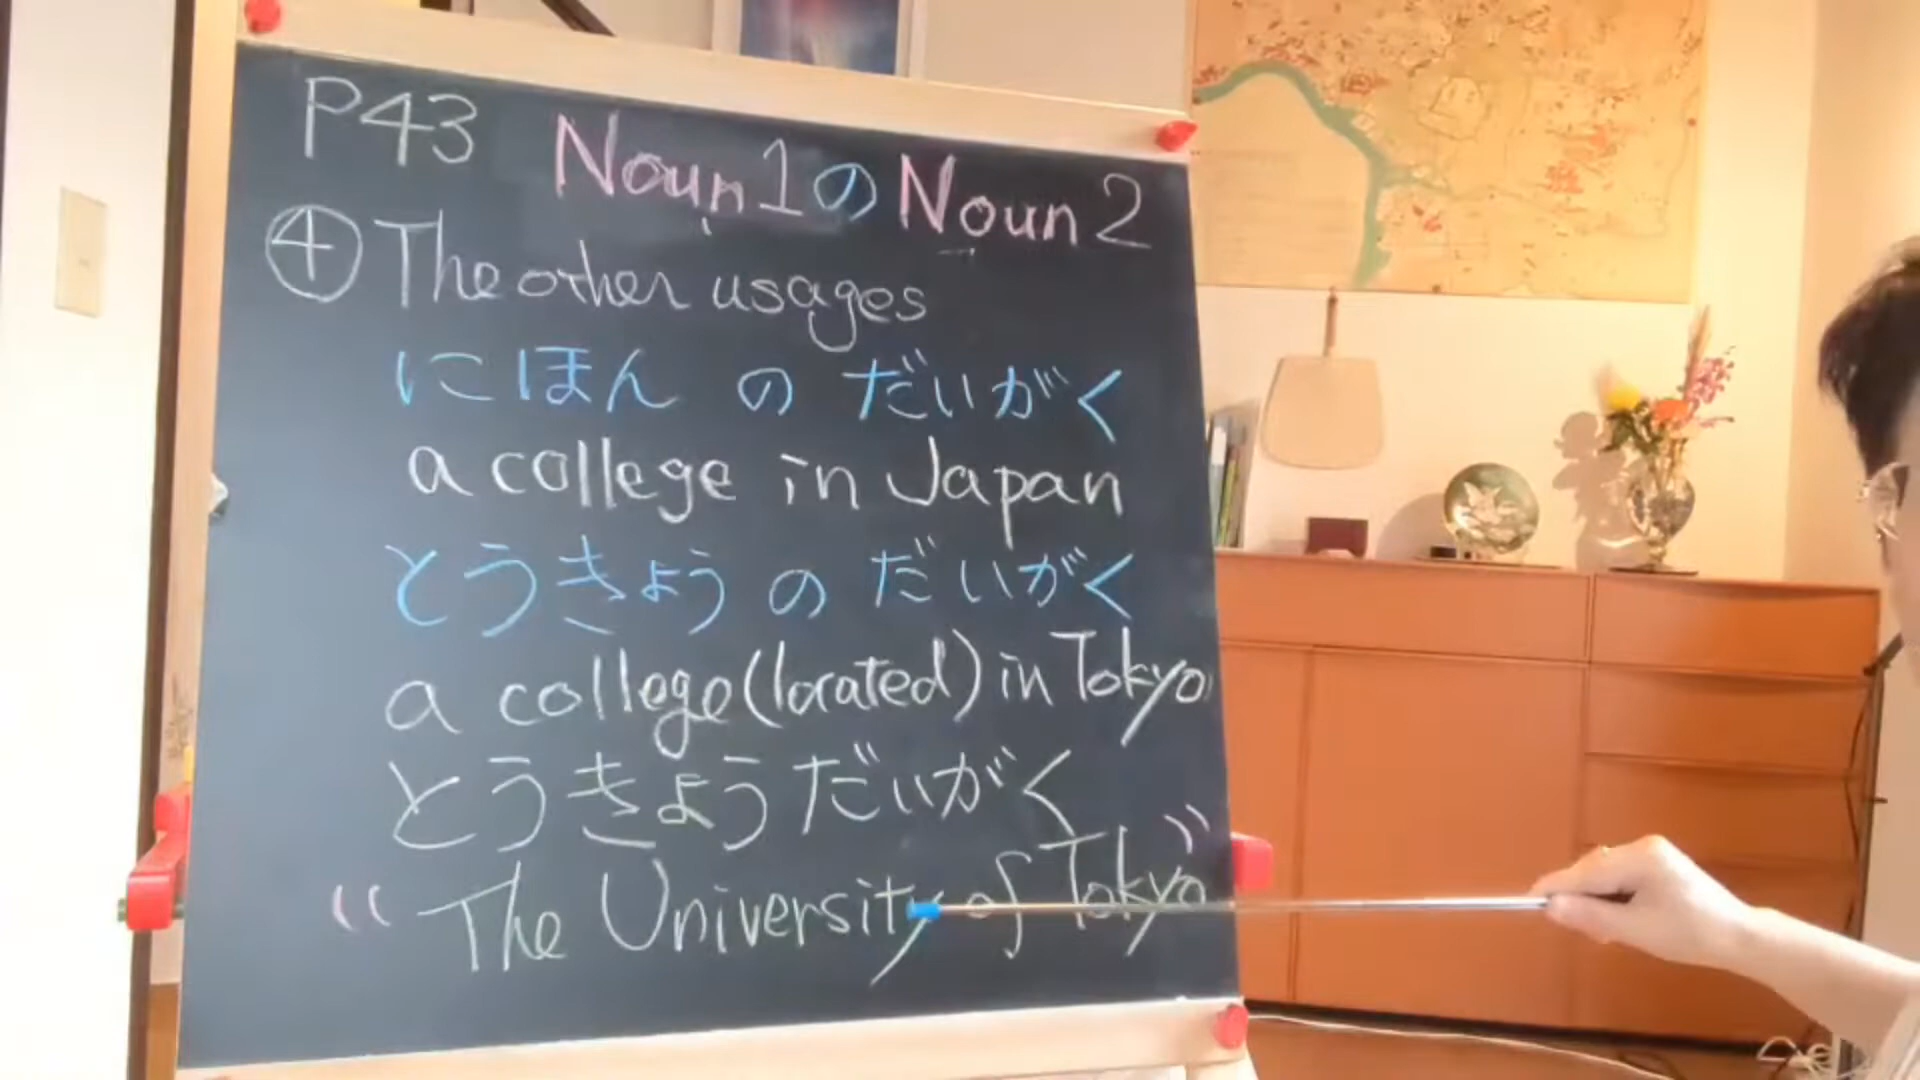 P43 Noun1のNoun2
④ The other usages
にほん の だいがく
a college in Japan
とうきょう の だいがく
a college (located) in Tokyo
とうきょうだいがく
"The University of Tokyo"